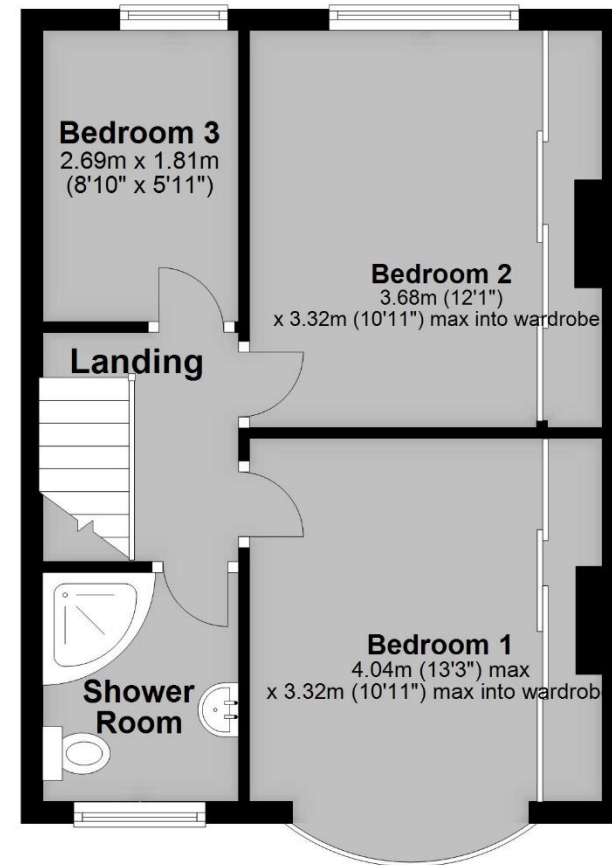 Bedroom 3
2.69m x 1.81m
(8'10" x 5'11")
Bedroom 2
3.68m (12'1")
x 3.32m (10'11") max into wardrobe
Landing
Bedroom 1
4.04m (13'3") max
x 3.32m (10'11") max into wardrob
Shower
Room